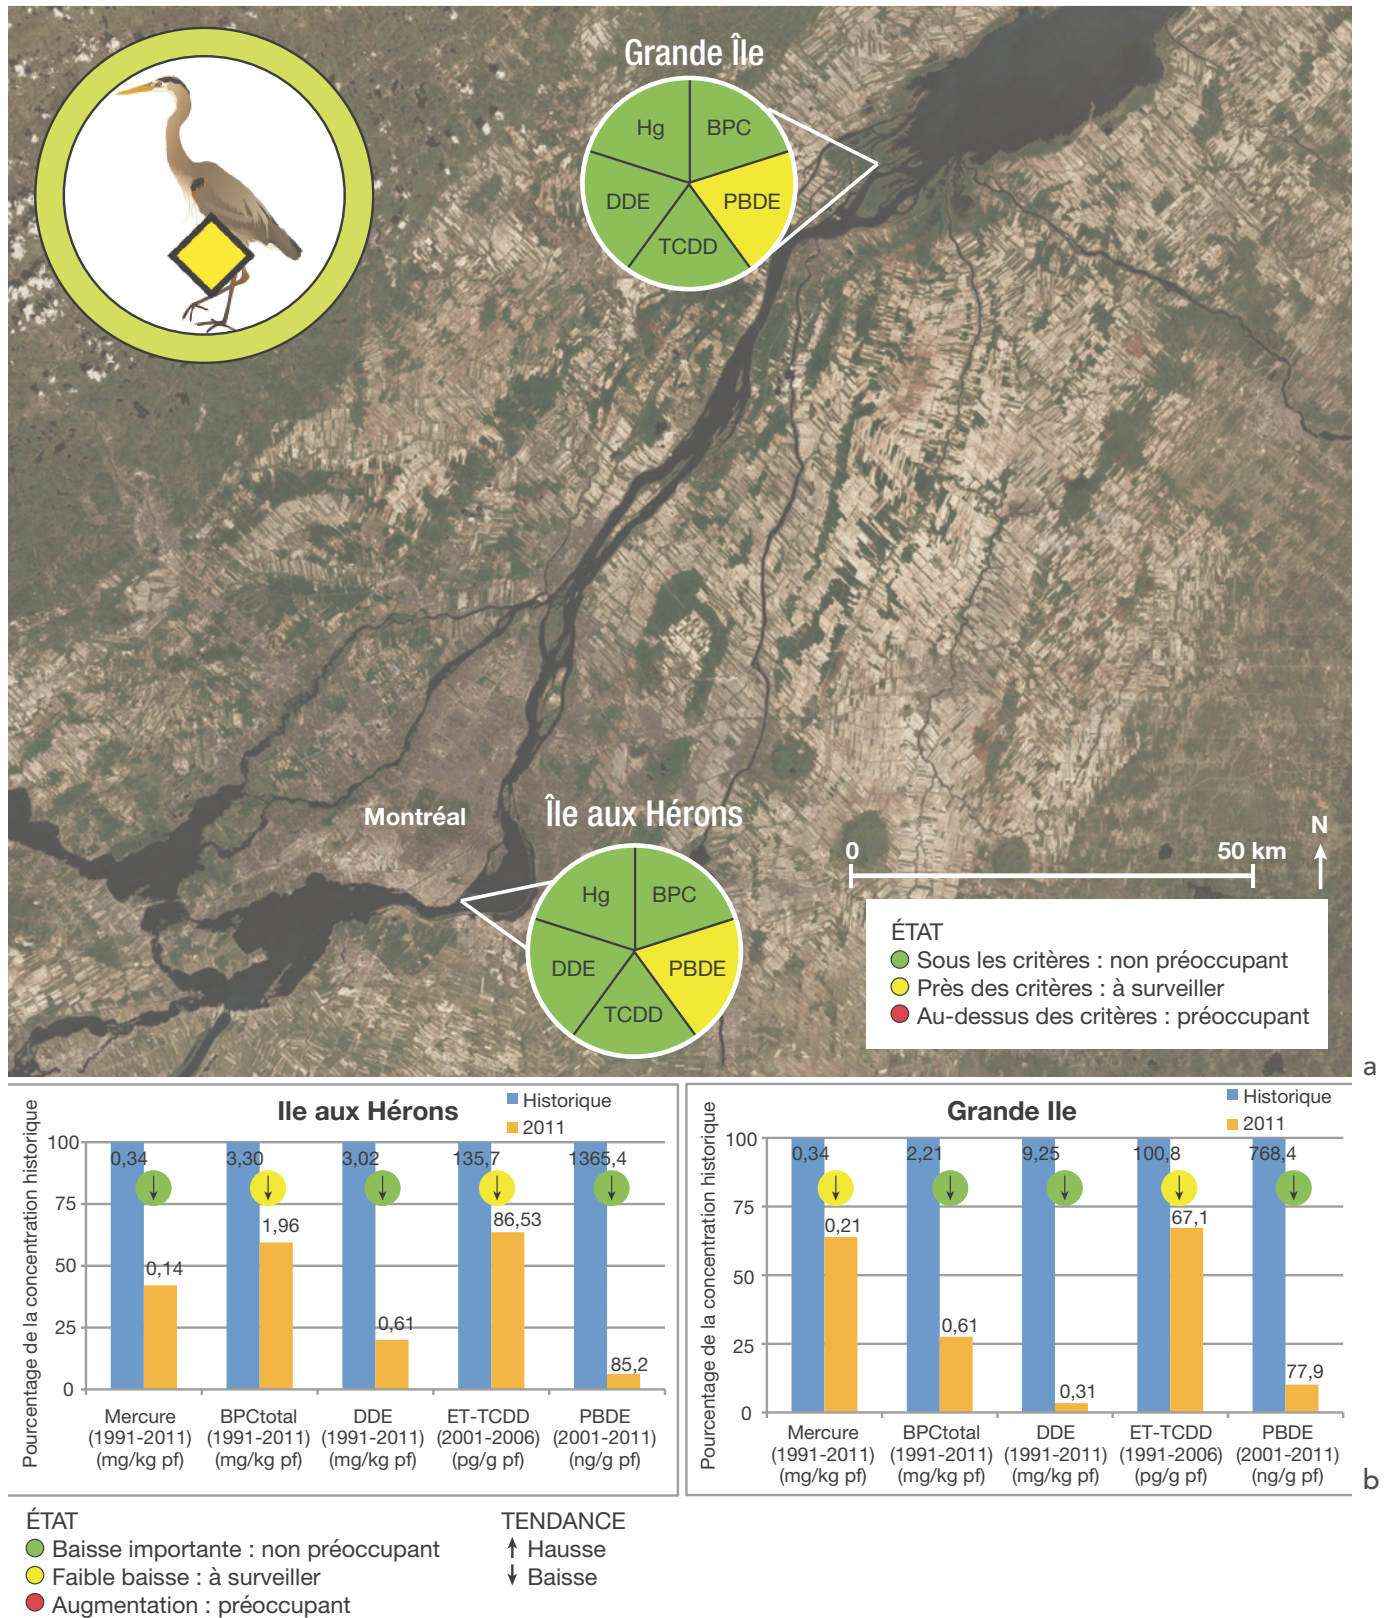 Grande Île
Hg
BPC
DDE
PBDE
TCDD
Montréal
Île aux Hérons
Hg
BPC
DDE
PBDE
TCDD
N
0
50 km
ÉTAT
Sous les critères : non préoccupant
Près des critères : à surveiller
Au-dessus des critères : préoccupant
a
Ile aux Hérons
Historique
2011
Pourcentage de la concentration historique
100
75
50
25
0
0,34
3,30
3,02
135,7
1365,4
0,14
1,96
0,61
86,53
85,2
Mercure
(1991-2011)
(mg/kg pf)
BPCtotal
(1991-2011)
(mg/kg pf)
DDE
(1991-2011)
(mg/kg pf)
ET-TCDD
(2001-2006)
(pg/g pf)
PBDE
(2001-2011)
(ng/g pf)
Grande Ile
Historique
2011
Pourcentage de la concentration historique
100
75
50
25
0
0,34
2,21
9,25
100,8
768,4
0,21
0,61
0,31
67,1
77,9
Mercure
(1991-2011)
(mg/kg pf)
BPCtotal
(1991-2011)
(mg/kg pf)
DDE
(1991-2011)
(mg/kg pf)
ET-TCDD
(1991-2006)
(pg/g pf)
PBDE
(2001-2011)
(ng/g pf)
b
ÉTAT
Baisse importante : non préoccupant
Faible baisse : à surveiller
Augmentation : préoccupant
TENDANCE
Hausse
Baisse